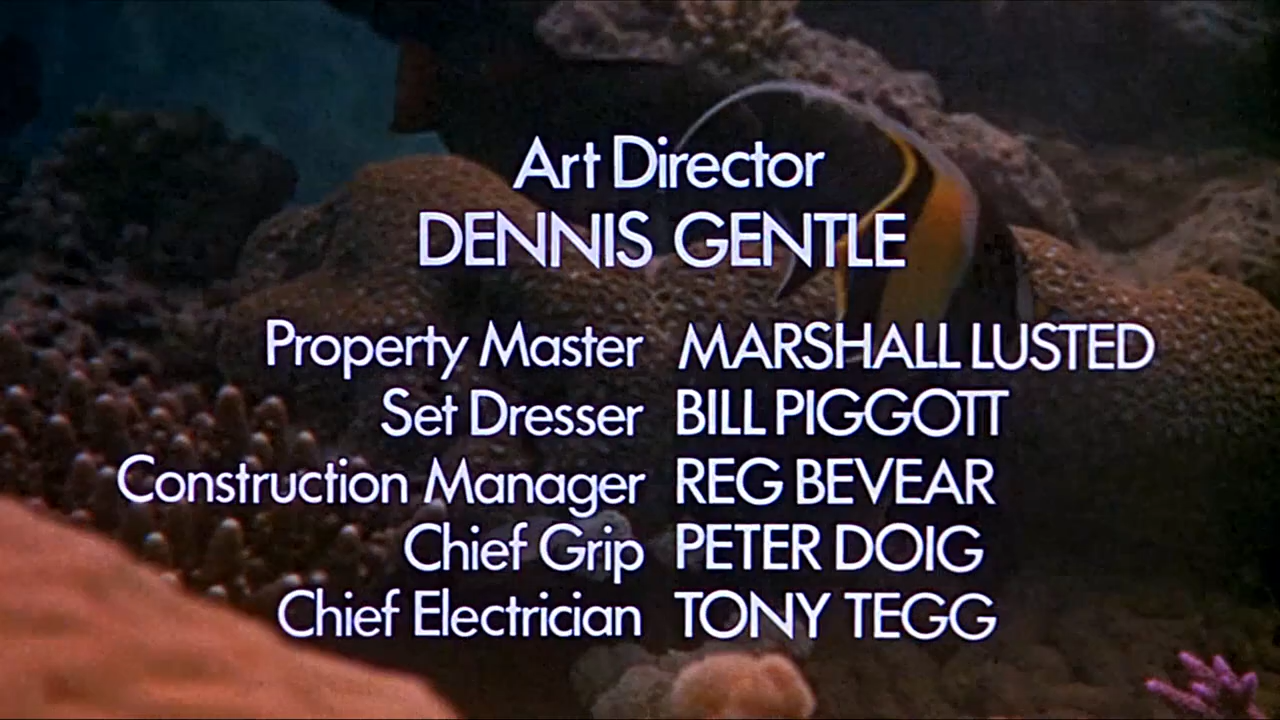 Art Director
DENNIS GENTLE
Property Master MARSHALL LUSTED
Set Dresser BILL PIGGOTT
Construction Manager REG BEVEAR
Chief Grip PETER DOIG
Chief Electrician TONY TEGG